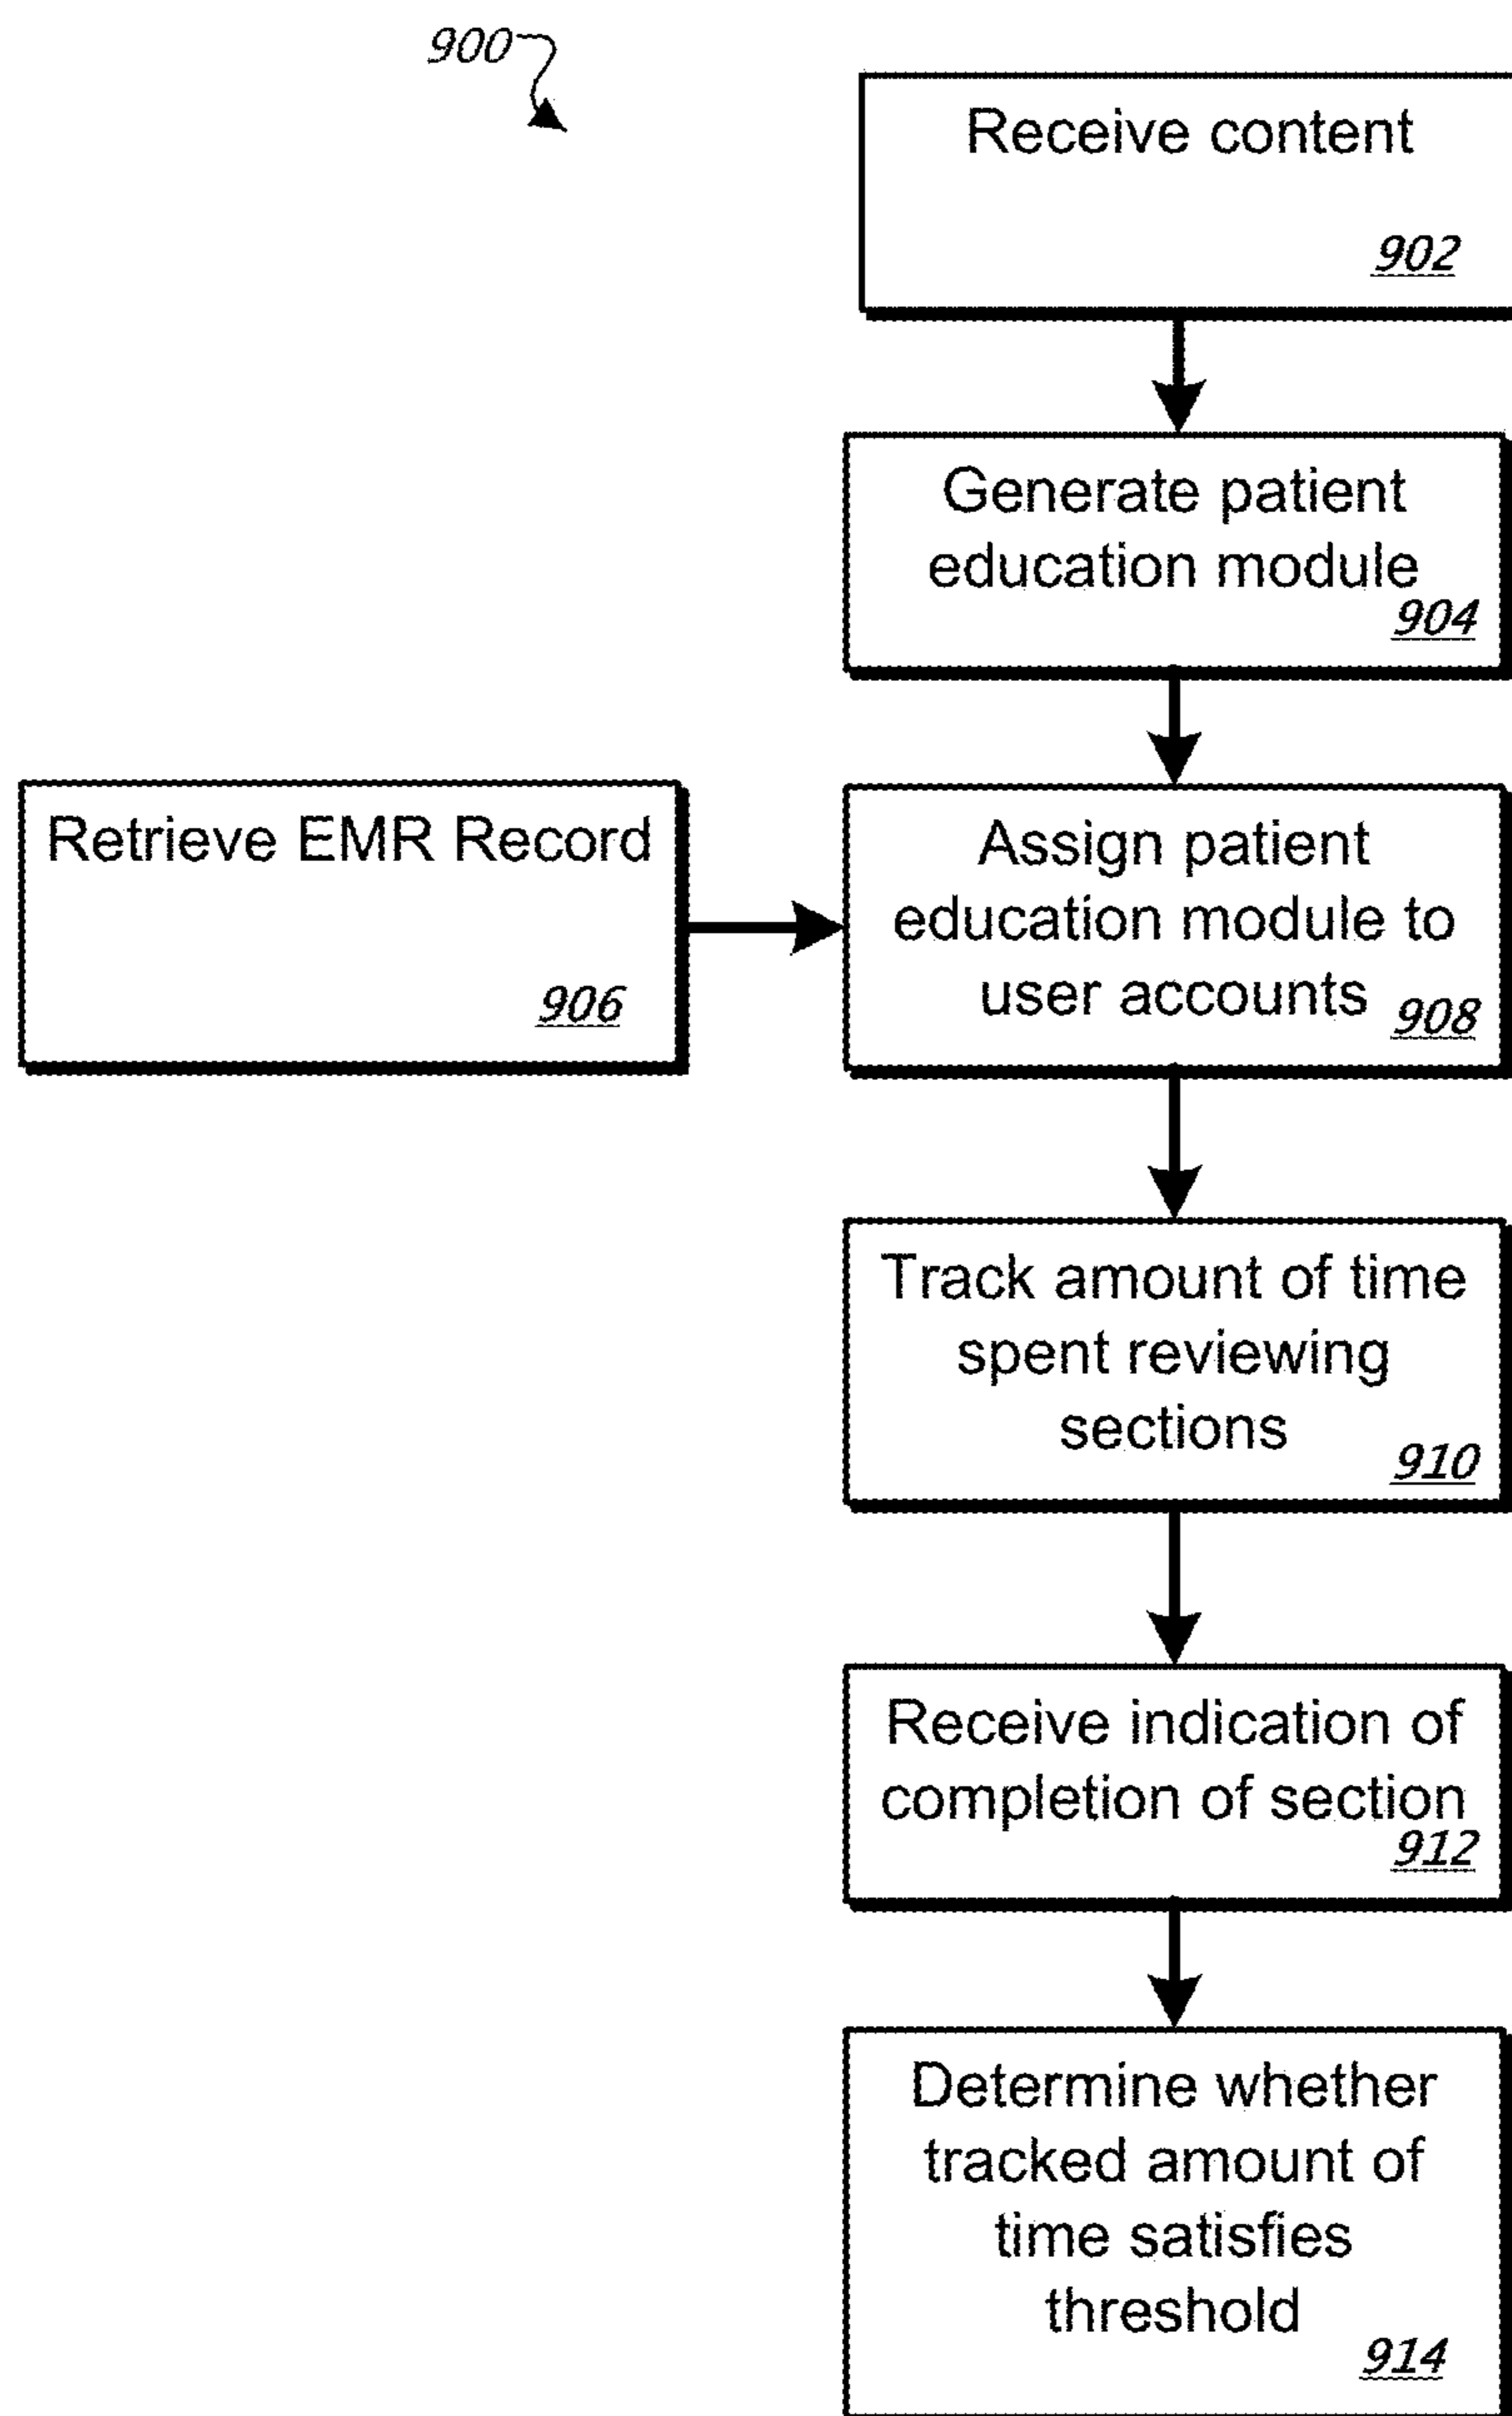 900
Receive content
902
Generate patient
education module
904
Retrieve EMR Record
906
Assign patient
education module to
user accounts
908
Track amount of time
spent reviewing
sections
910
Receive indication of
completion of section
912
Determine whether
tracked amount of
time satisfies
threshold
914